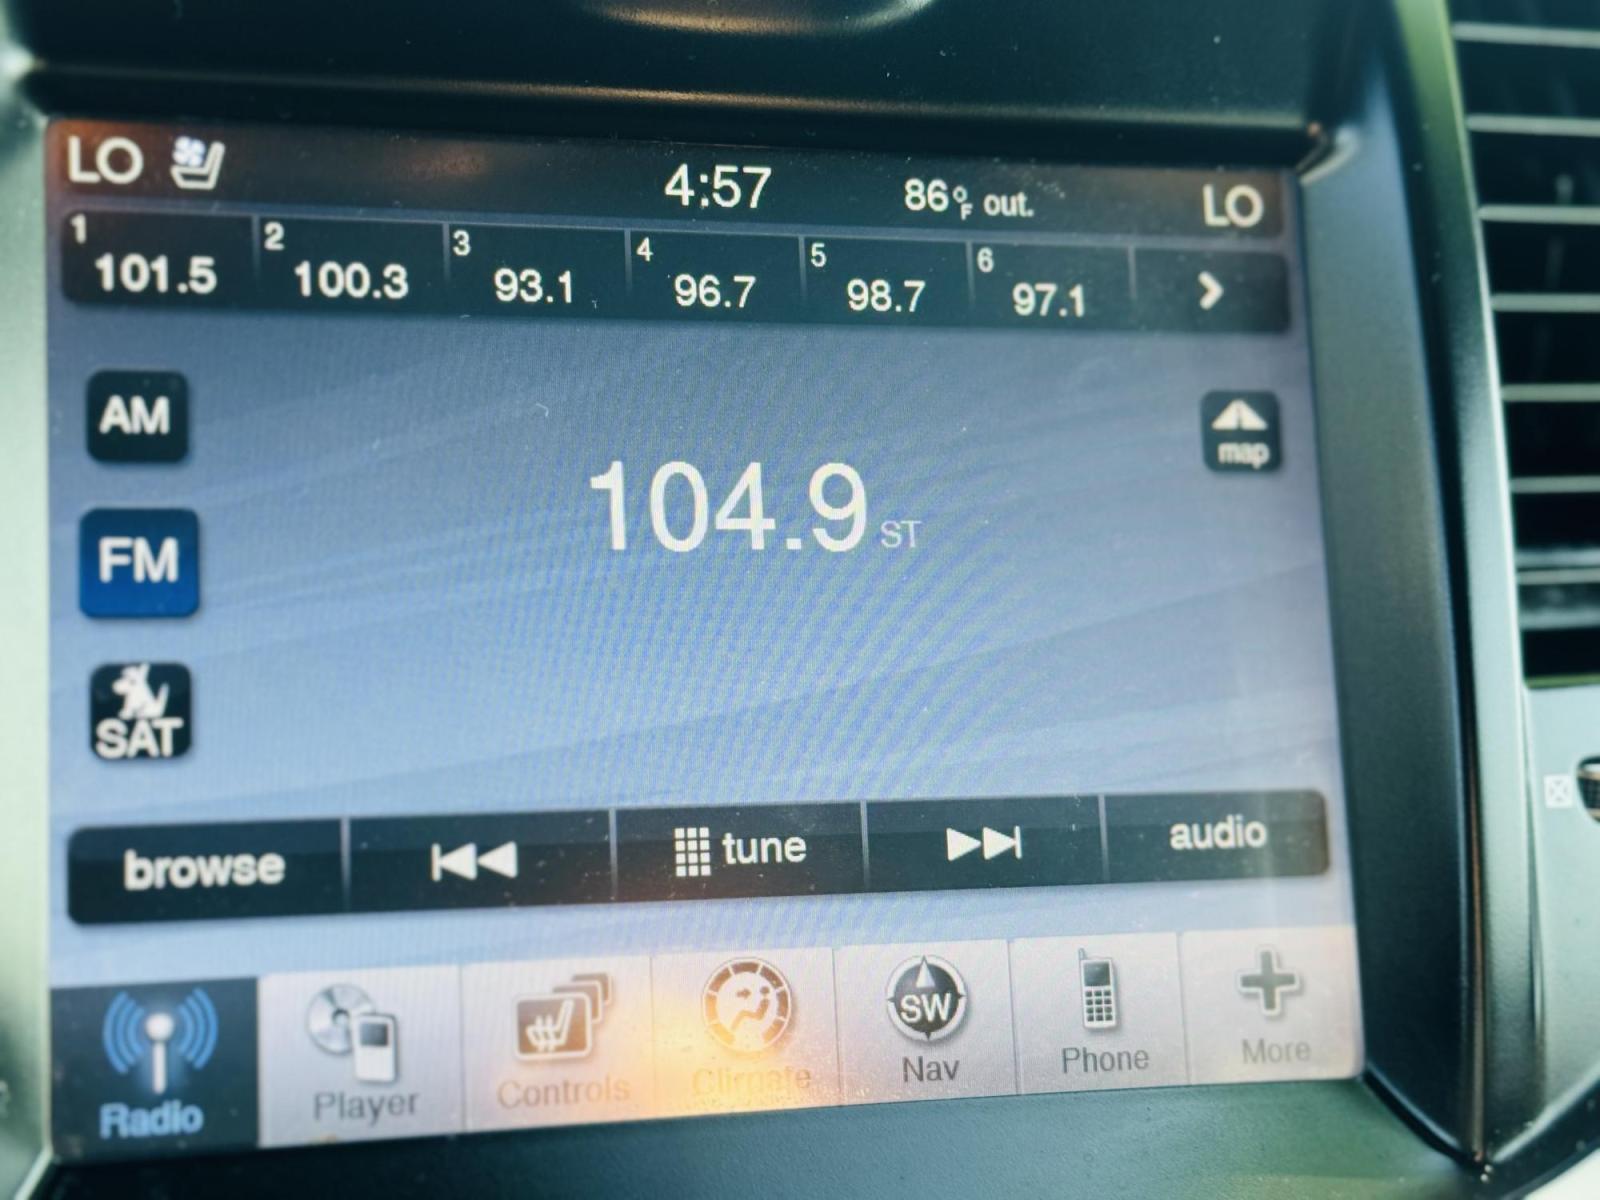 LO 4:57 86°F out. LO
1 2 3 4 5 6
101.5 100.3 93.1 96.7 98.7 97.1
AM
map
104.9 ST
FM
SAT
browse tune audio
SW
Radio Player Controls Climate Nav Phone More